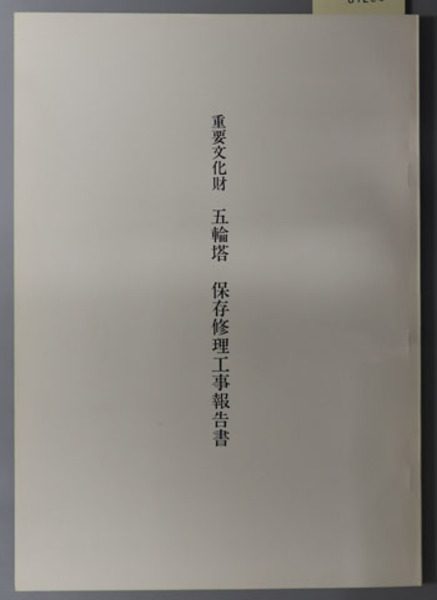 重要文化財 五輪塔 保存修理工事報告書